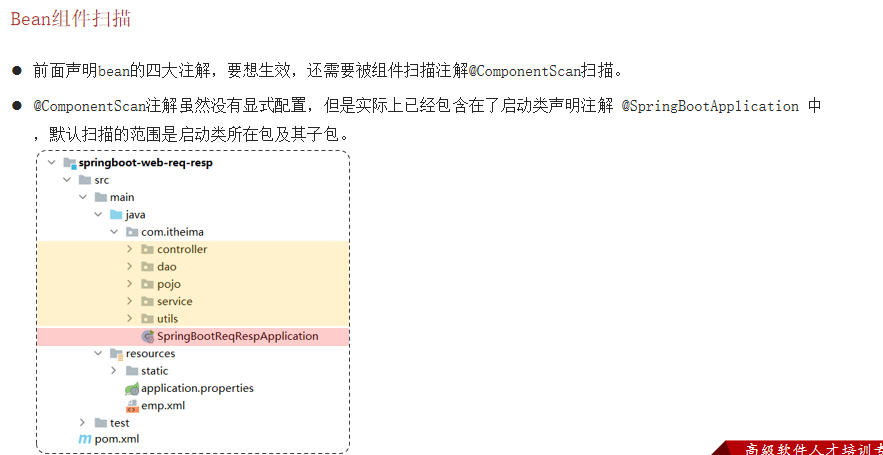 Bean组件扫描
前面声明bean的四大注解，要想生效，还需要被组件扫描注解@ComponentScan扫描。
@ComponentScan注解虽然没有显式配置，但是实际上已经包含在了启动类声明注解 @SpringBootApplication 中
，默认扫描的范围是启动类所在包及其子包。
springboot-web-req-resp
src
main
java
com.itheima
controller
dao
pojo
service
utils
SpringBootReqRespApplication
resources
static
application.properties
emp.xml
test
pom.xml
高级软件人才培训